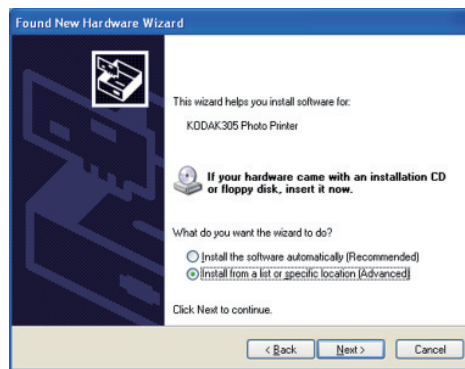 Found New Hardware Wizard
This wizard helps you install software for:
KODAK305 Photo Printer
If your hardware came with an installation CD
or floppy disk, insert it now.
What do you want the wizard to do?
Install the software automatically (Recommended)
Install from a list or specific location (Advanced)
Click Next to continue.
< Back Next > Cancel